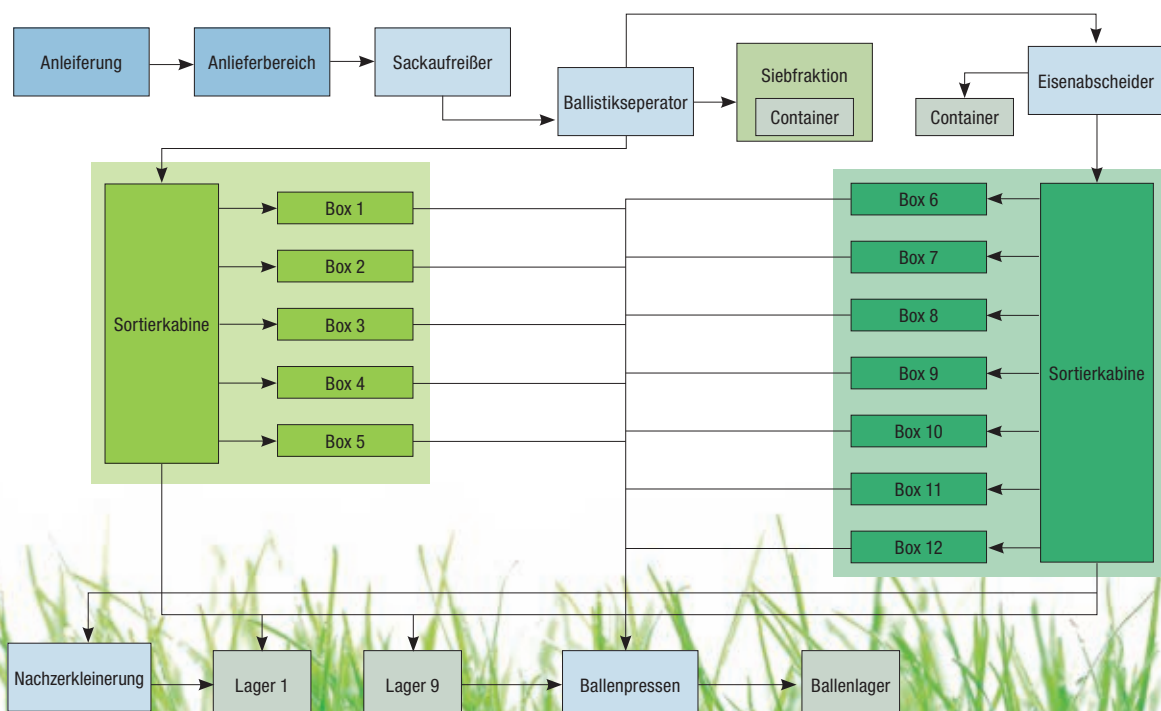 Anleiferung
Anlieferbereich
Sackaufreißer
Ballistikseperator
Siebfraktion
Container
Container
Eisenabscheider
Sortierkabine
Box 1
Box 2
Box 3
Box 4
Box 5
Box 6
Box 7
Box 8
Box 9
Box 10
Box 11
Box 12
Sortierkabine
Nachzerkleinerung
Lager 1
Lager 9
Ballenpressen
Ballenlager